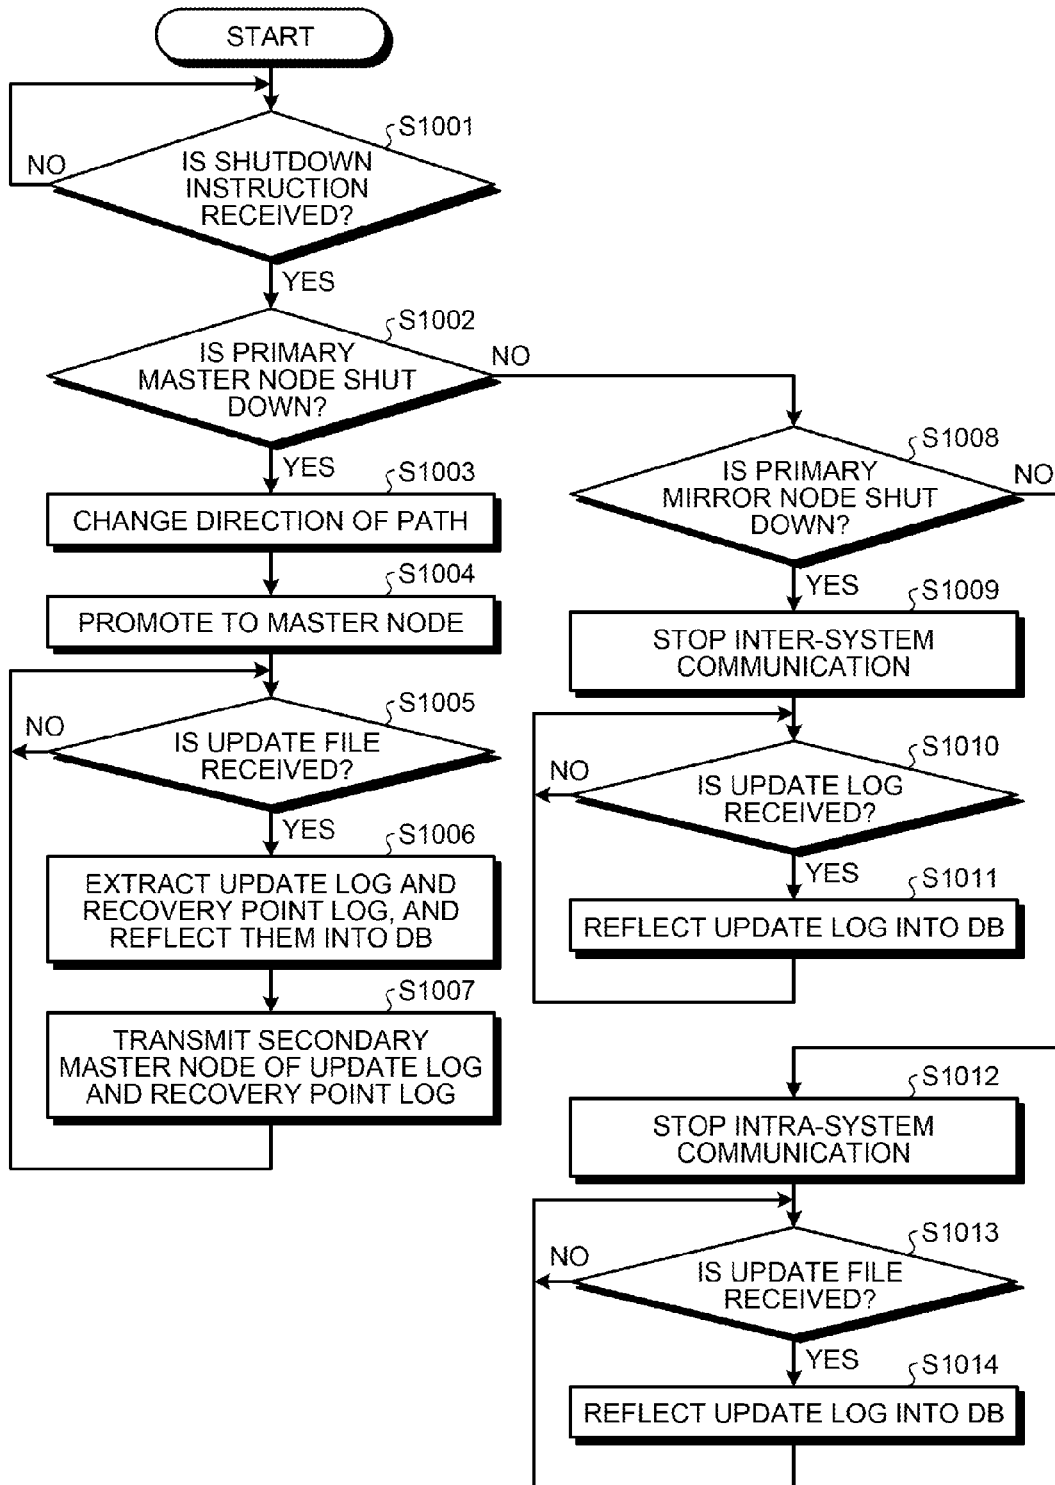 START
S1001
NO
IS SHUTDOWN
INSTRUCTION
RECEIVED?
YES
S1002
NO
IS PRIMARY
MASTER NODE SHUT
DOWN?
YES
S1003
CHANGE DIRECTION OF PATH
S1004
PROMOTE TO MASTER NODE
S1005
NO
IS UPDATE FILE
RECEIVED?
YES
S1006
EXTRACT UPDATE LOG AND
RECOVERY POINT LOG, AND
REFLECT THEM INTO DB
S1007
TRANSMIT SECONDARY
MASTER NODE OF UPDATE LOG
AND RECOVERY POINT LOG
S1008
NO
IS PRIMARY
MIRROR NODE SHUT
DOWN?
YES
S1009
STOP INTER-SYSTEM
COMMUNICATION
S1010
NO
IS UPDATE LOG
RECEIVED?
YES
S1011
REFLECT UPDATE LOG INTO DB
S1012
STOP INTRA-SYSTEM
COMMUNICATION
S1013
NO
IS UPDATE FILE
RECEIVED?
YES
S1014
REFLECT UPDATE LOG INTO DB